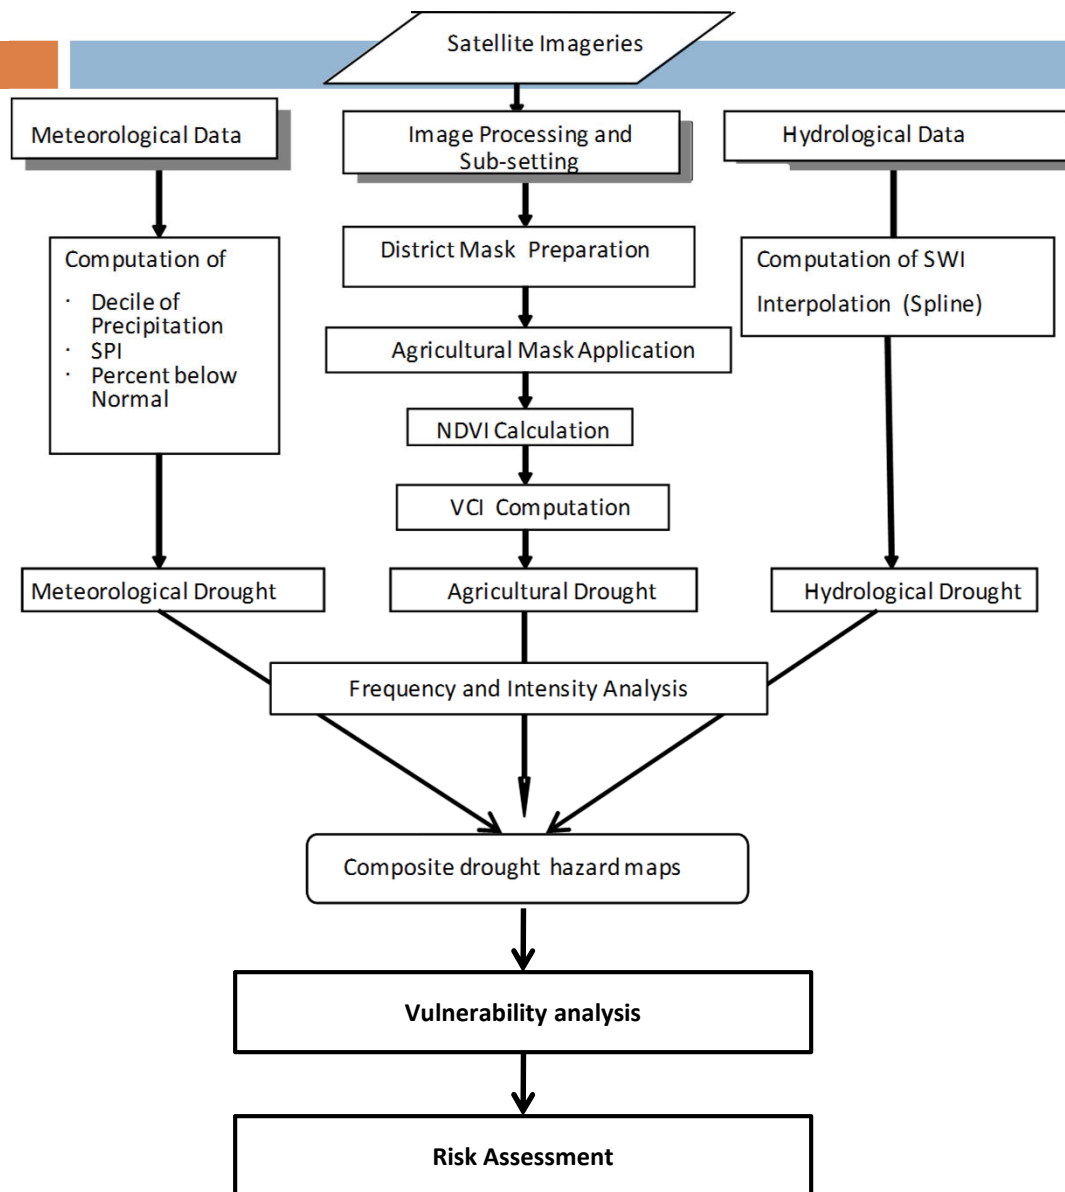 Satellite Imageries
Meteorological Data
Image Processing and
Sub-setting
Hydrological Data
District Mask Preparation
Computation of
· Decile of
Precipitation
· SPI
· Percent below
Normal
Computation of SWI
Interpolation (Spline)
Agricultural Mask Application
NDVI Calculation
VCI Computation
Meteorological Drought
Agricultural Drought
Hydrological Drought
Frequency and Intensity Analysis
Composite drought hazard maps
Vulnerability analysis
Risk Assessment